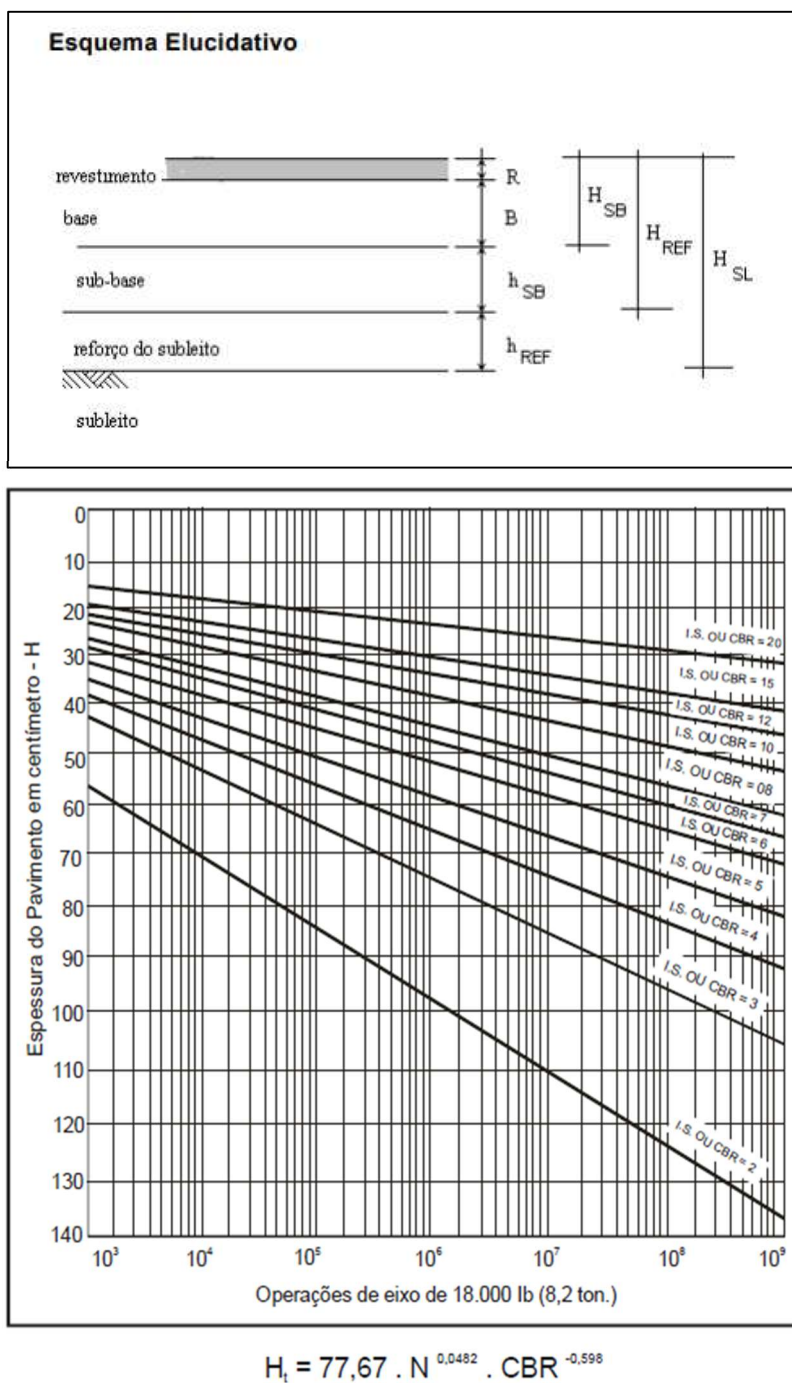 Esquema Elucidativo
revestimento
base
sub-base
reforço do subleito
subleito
R
B
h SB
h REF
H SB
H REF
H SL
Espessura do Pavimento em centímetro - H
0
10
20
30
40
50
60
70
80
90
100
110
120
130
140
I.S. OU CBR = 20
I.S. OU CBR = 15
I.S. OU CBR = 12
I.S. OU CBR = 10
I.S. OU CBR = 08
I.S. OU CBR = 7
I.S. OU CBR = 6
I.S. OU CBR = 5
I.S. OU CBR = 4
I.S. OU CBR = 3
I.S. OU CBR = 2
10³ 10⁴ 10⁵ 10⁶ 10⁷ 10⁸ 10⁹
Operações de eixo de 18.000 lb (8,2 ton.)
Hₜ = 77,67 . N ⁰,⁰⁴⁸² . CBR ⁻⁰,⁵⁹⁸